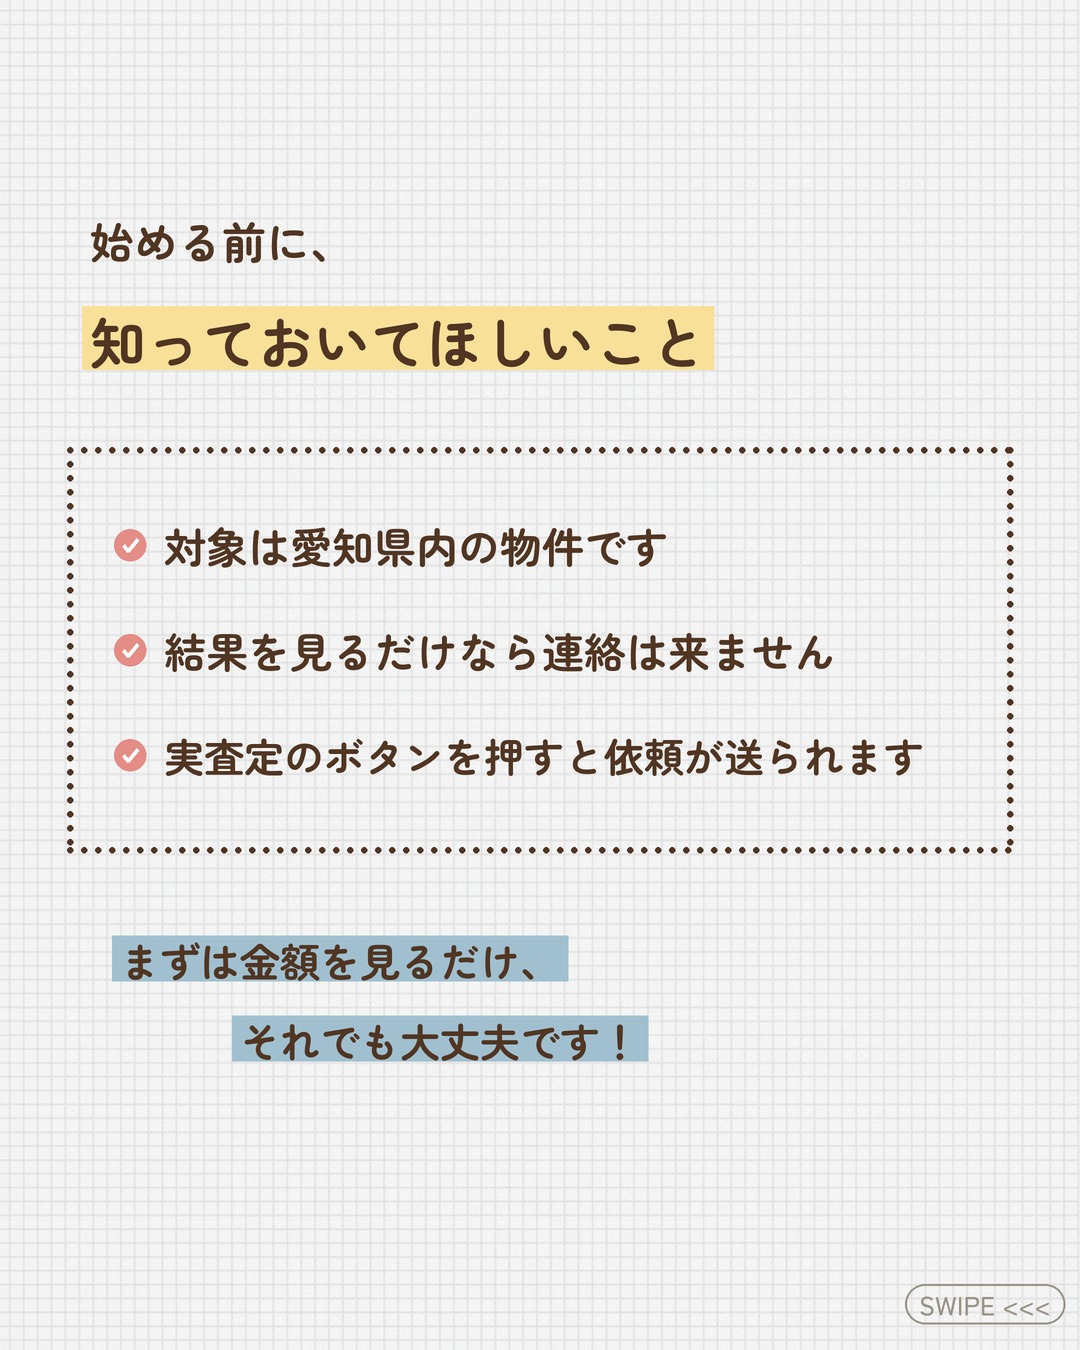 始める前に、
知っておいてほしいこと
対象は愛知県内の物件です
結果を見るだけなら連絡は来ません
実査定のボタンを押すと依頼が送られます
まずは金額を見るだけ、
それでも大丈夫です！
SWIPE <<<